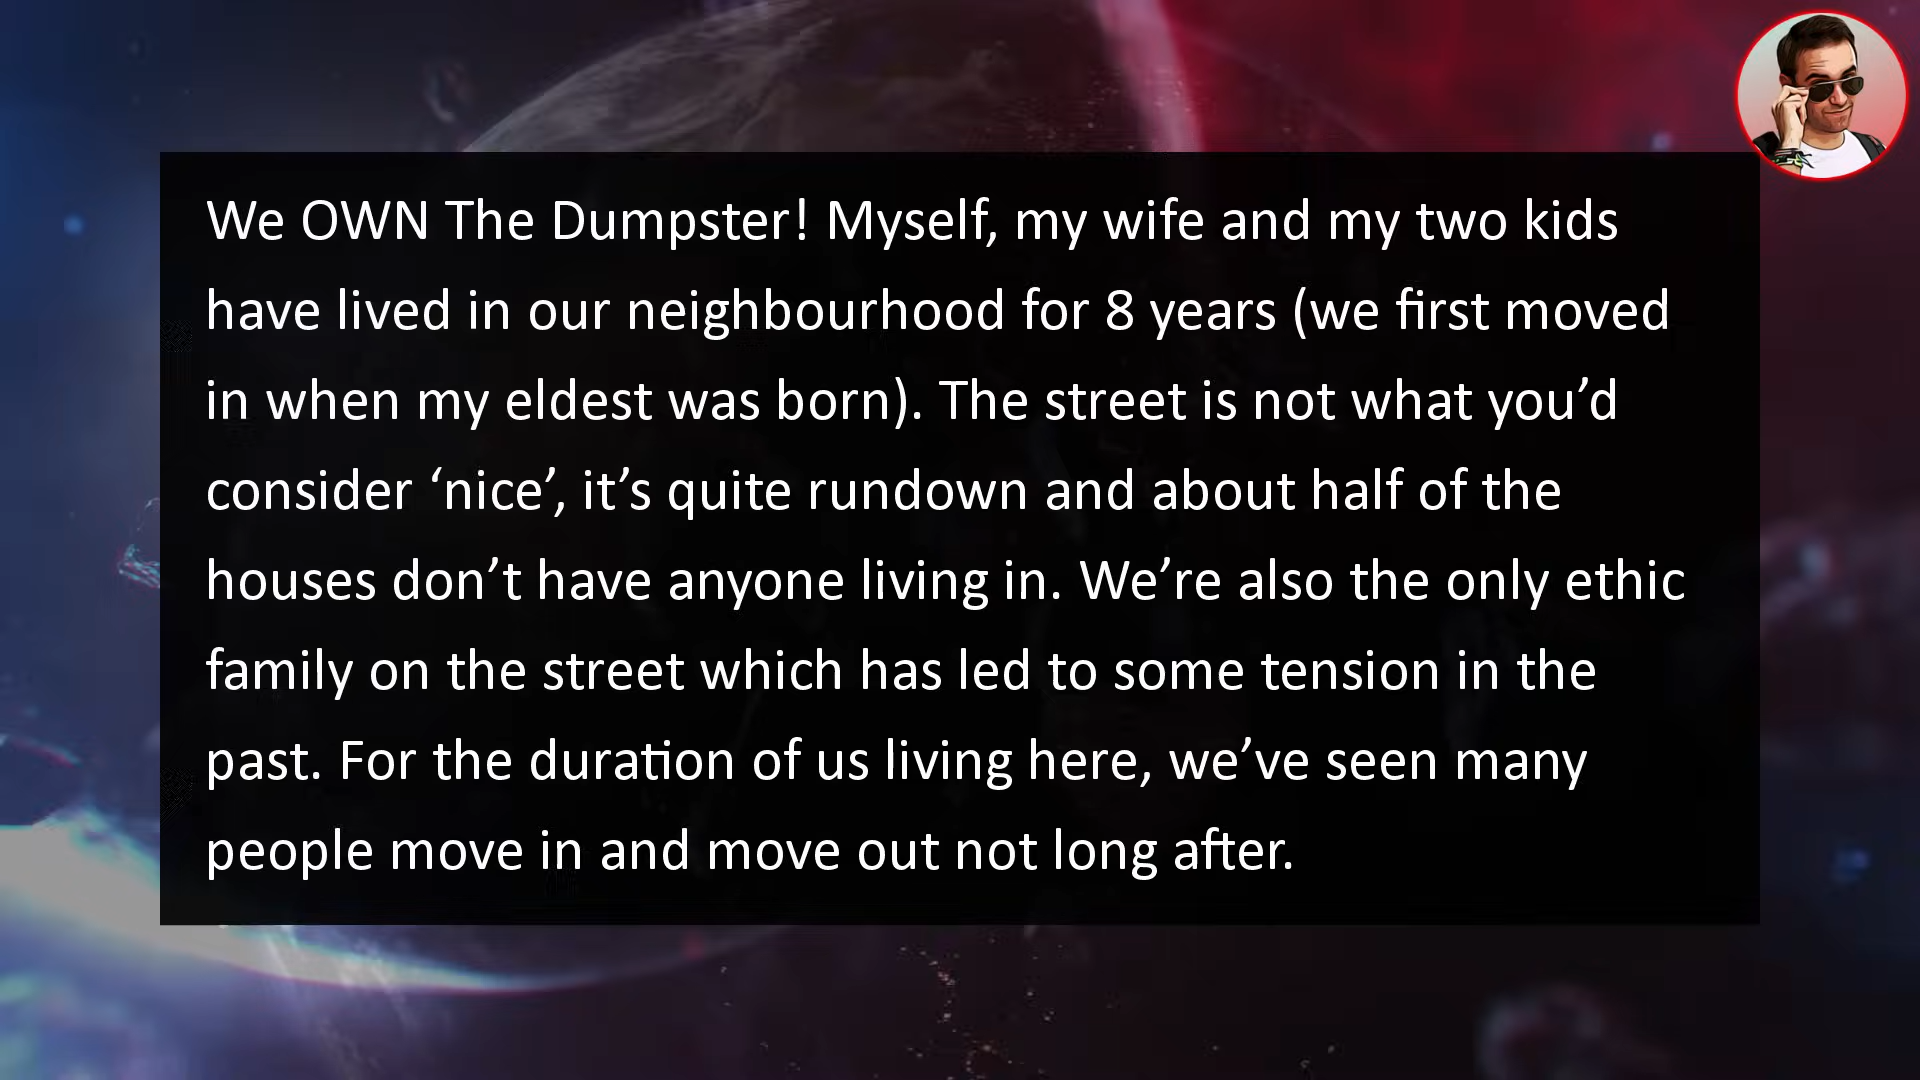 We OWN The Dumpster! Myself, my wife and my two kids
have lived in our neighbourhood for 8 years (we first moved
in when my eldest was born). The street is not what you’d
consider ‘nice’, it’s quite rundown and about half of the
houses don’t have anyone living in. We’re also the only ethic
family on the street which has led to some tension in the
past. For the duration of us living here, we’ve seen many
people move in and move out not long after.